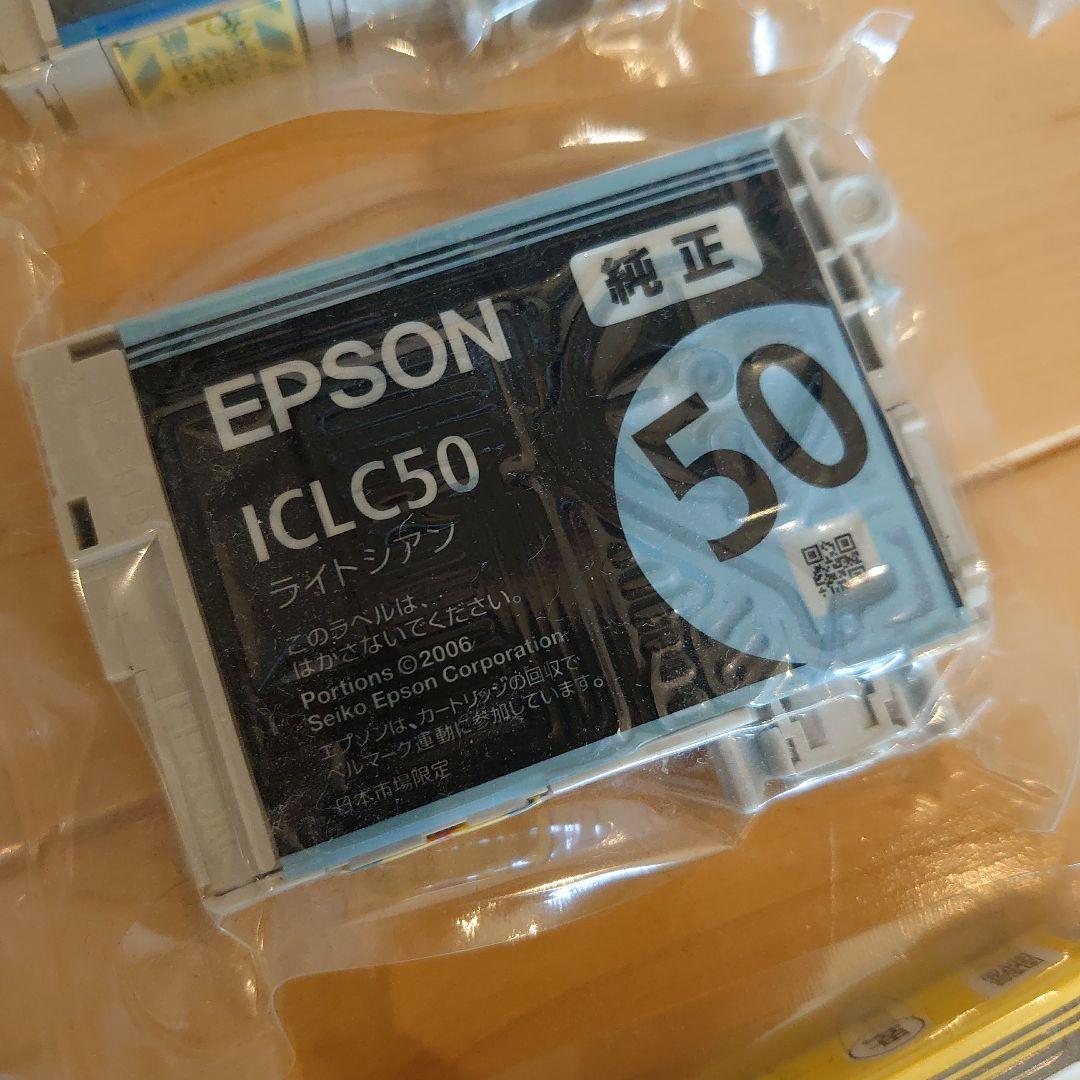 純正
EPSON
50
ICLC50
ライトシアン
このラベルは、
はがさないでください。
Portions ©2006
Seiko Epson Corporation
エプソンは、カートリッジの回収で
ベルマーク運動に参加しています。
日本市場限定